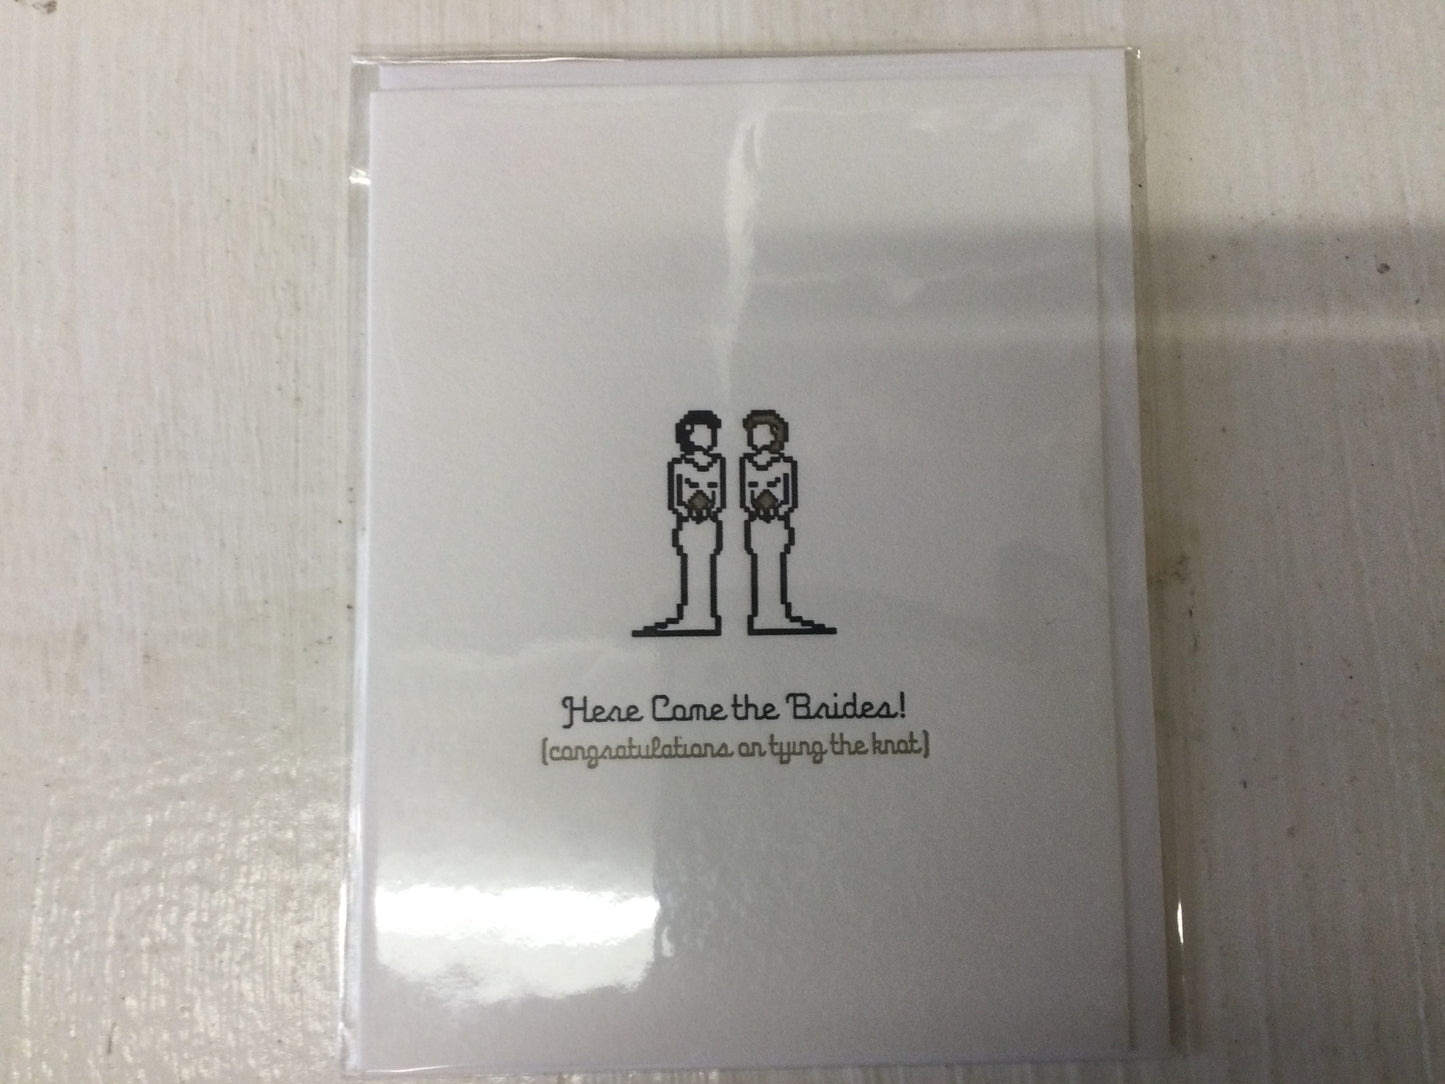 Here Come the Brides!
(congratulations on tying the knot)